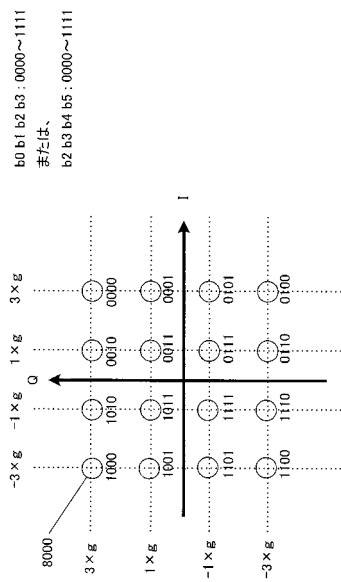 b0 b1 b2 b3 : 0000～1111
または、
b2 b3 b4 b5 : 0000～1111
Q
I
-3×g
-1×g
1×g
3×g
8000
3×g
1000
1010
0010
0000
1×g
1001
1011
0011
0001
-1×g
1101
1111
0111
0101
-3×g
1100
1110
0110
0100